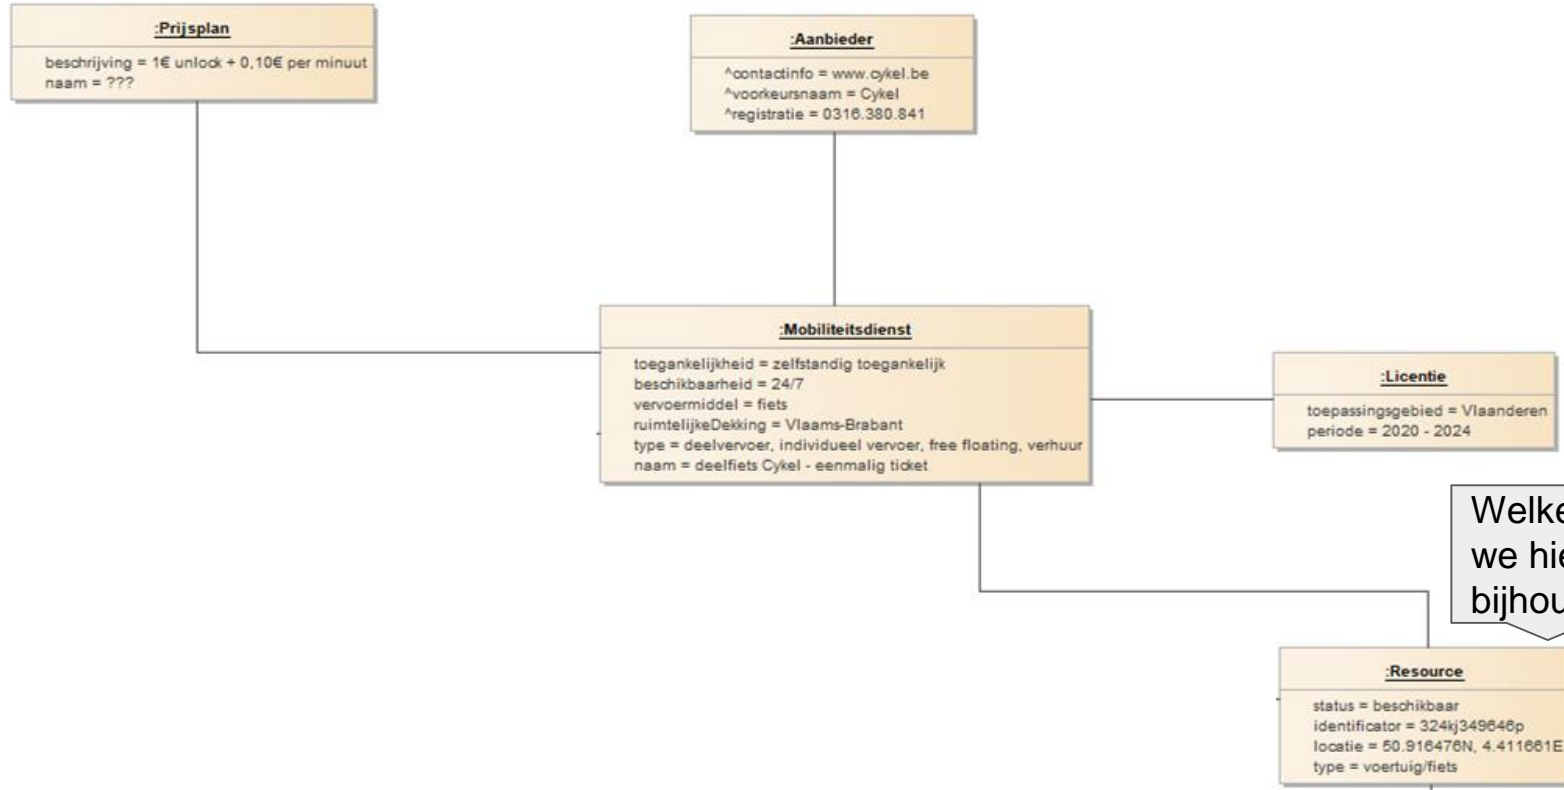 :Prijsplan
beschrijving = 1€ unlock + 0,10€ per minuut
naam = ???
:Aanbieder
^contactinfo = www.cykel.be
^voorkeursnaam = Cykel
^registratie = 0316.380.841
:Mobiliteitsdienst
toegankelijkheid = zelfstandig toegankelijk
beschikbaarheid = 24/7
vervoermiddel = fiets
ruimtelijkeDekking = Vlaams-Brabant
type = deelvervoer, individueel vervoer, free floating, verhuur
naam = deelfiets Cykel - eenmalig ticket
:Licentie
toepassingsgebied = Vlaanderen
periode = 2020 - 2024
Welke
we hie
bijhou
:Resource
status = beschikbaar
identificator = 324kj349646p
locatie = 50.916476N, 4.411661E
type = voertuig/fiets